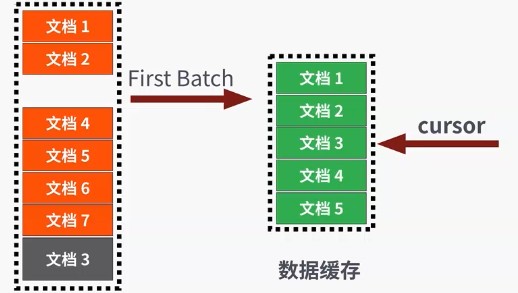 文档 1
文档 2
文档 4
文档 5
文档 6
文档 7
文档 3
First Batch
文档 1
文档 2
文档 3
文档 4
文档 5
cursor
数据缓存